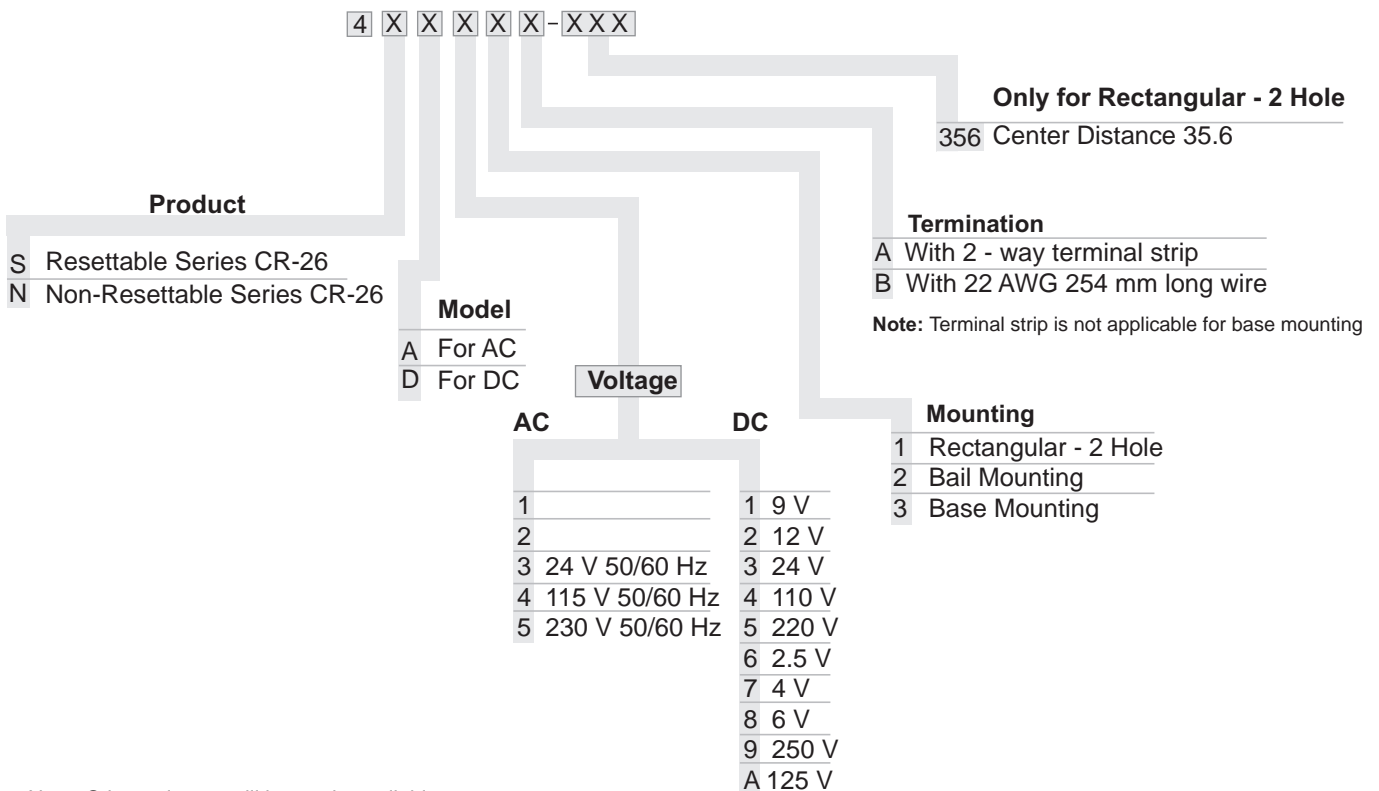 4 X X X X X - X X X
Only for Rectangular - 2 Hole
356 Center Distance 35.6
Product
S Resettable Series CR-26
N Non-Resettable Series CR-26
Termination
A With 2 - way terminal strip
B With 22 AWG 254 mm long wire
Note: Terminal strip is not applicable for base mounting
Model
A For AC
D For DC
Voltage
AC
1
2
3 24 V 50/60 Hz
4 115 V 50/60 Hz
5 230 V 50/60 Hz
DC
1 9 V
2 12 V
3 24 V
4 110 V
5 220 V
6 2.5 V
7 4 V
8 6 V
9 250 V
A 125 V
Mounting
1 Rectangular - 2 Hole
2 Bail Mounting
3 Base Mounting